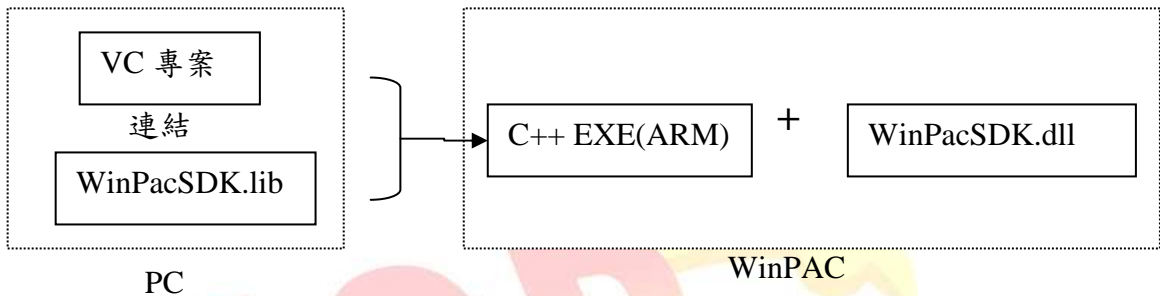 VC 專案
連結
WinPacSDK.lib
PC
C++ EXE(ARM)
+
WinPacSDK.dll
WinPAC